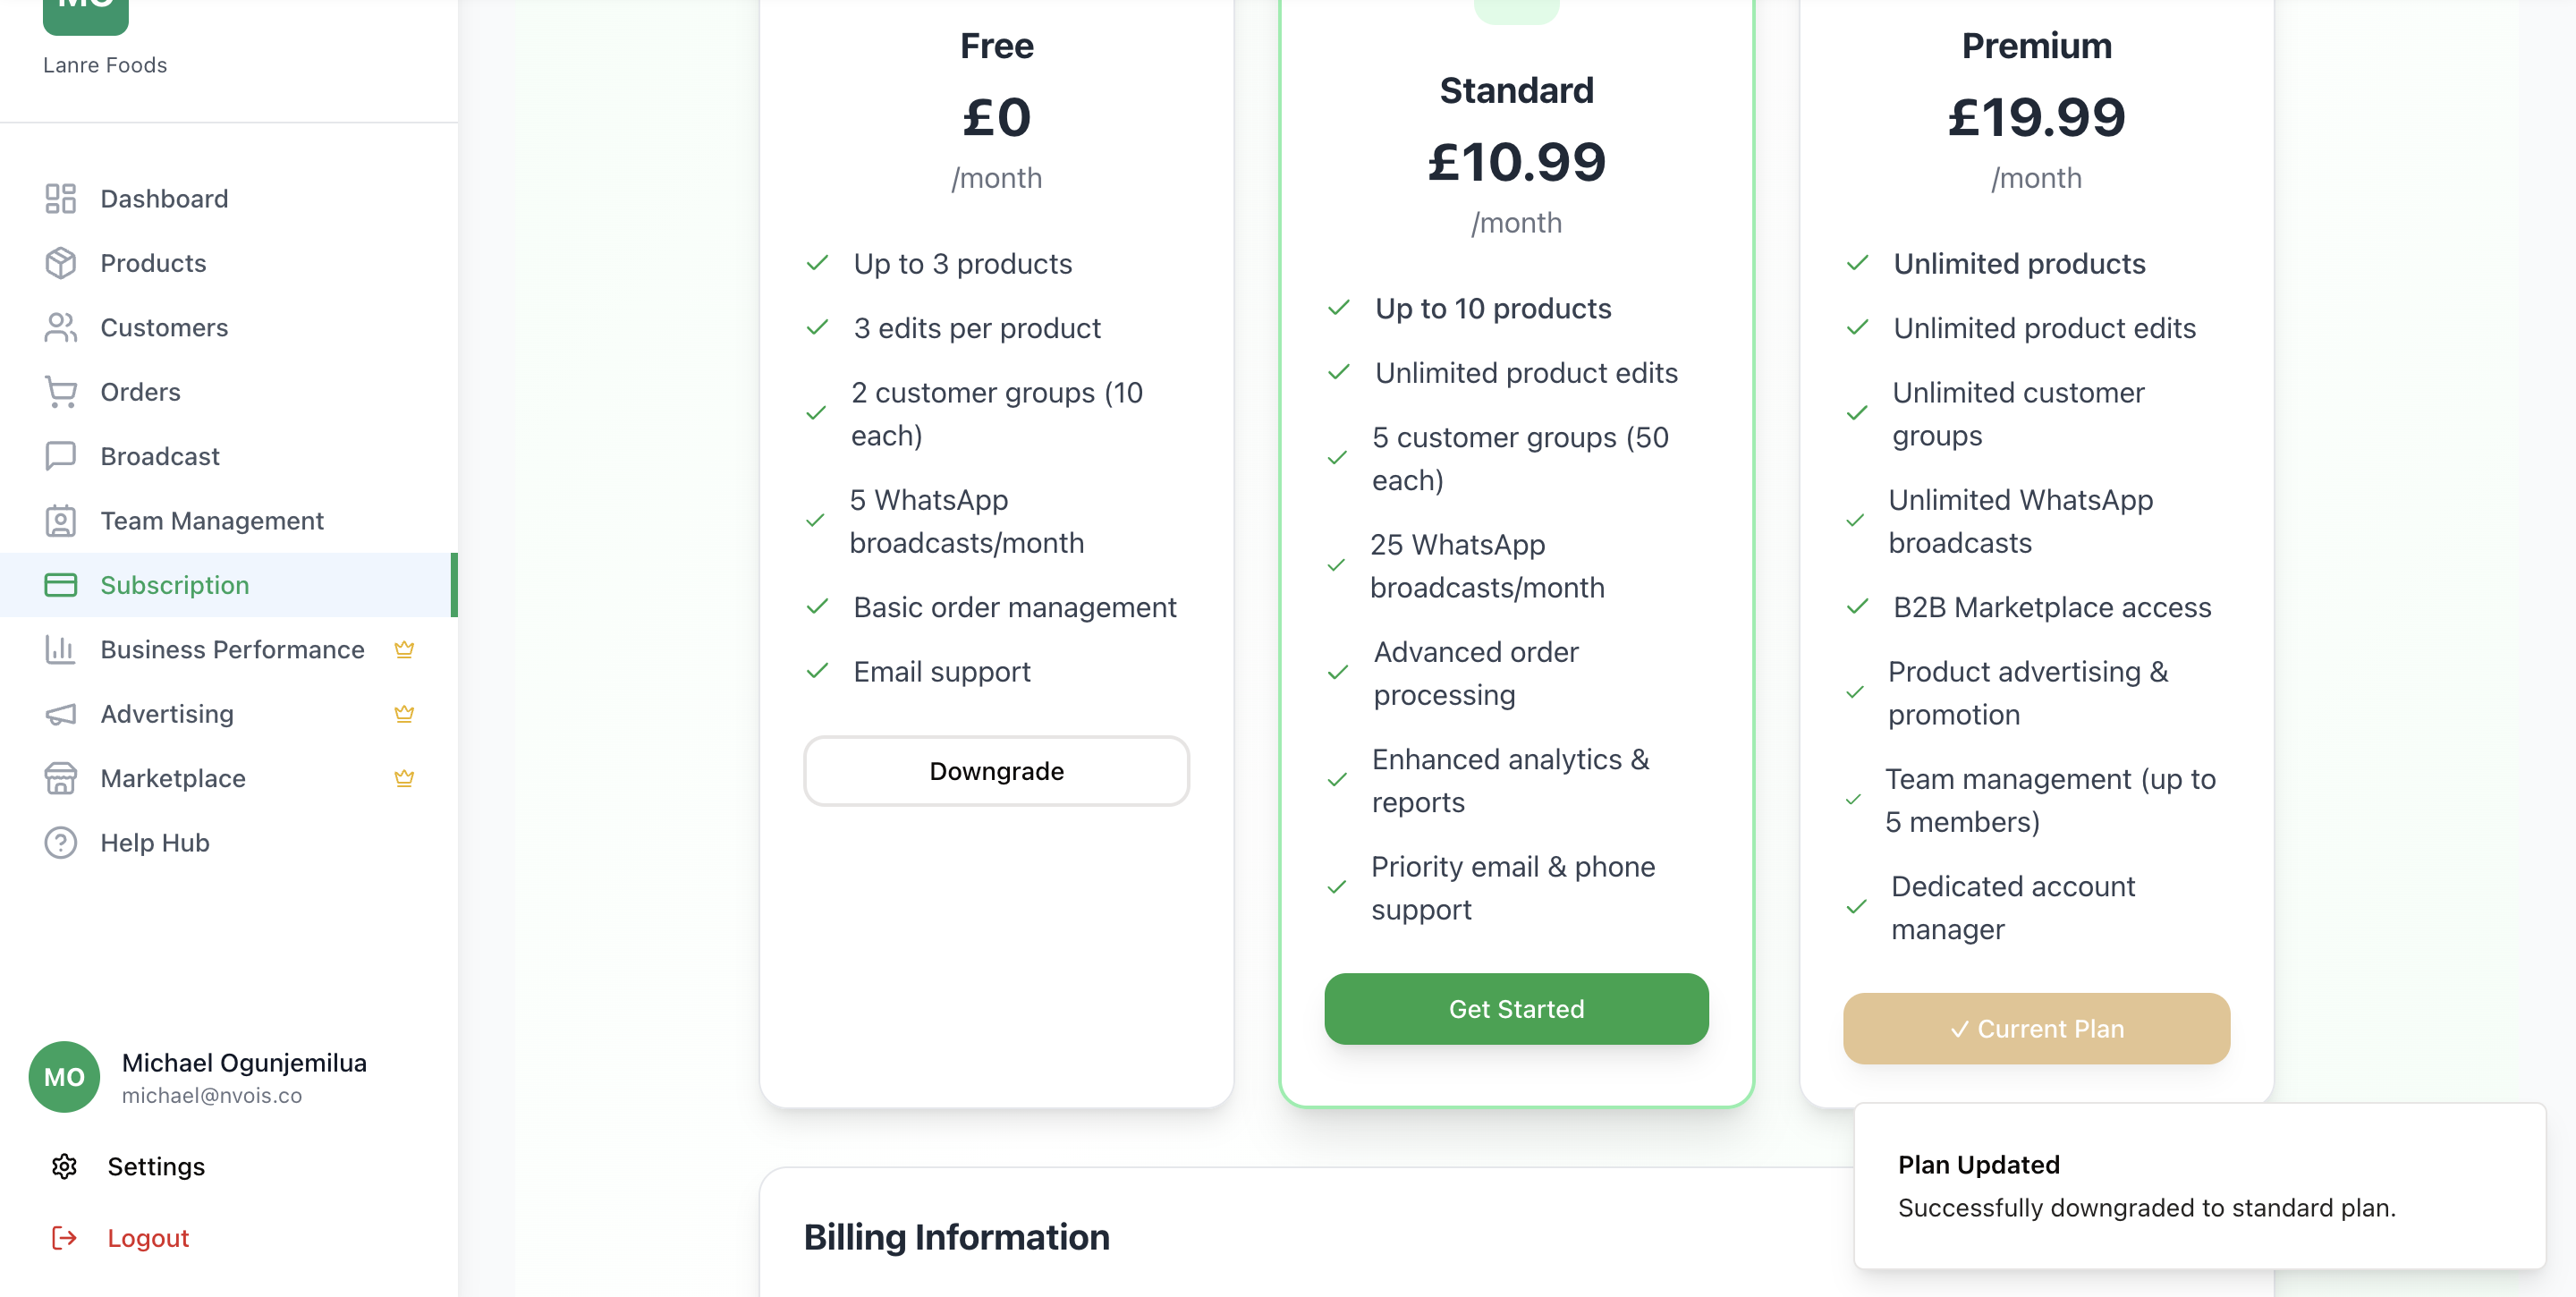 MO
Lanre Foods
Dashboard
Products
Customers
Orders
Broadcast
Team Management
Subscription
Business Performance
Advertising
Marketplace
Help Hub
MO
Michael Ogunjemilua
michael@nvois.co
Settings
Logout
Free
£0
/month
Up to 3 products
3 edits per product
2 customer groups (10
each)
5 WhatsApp
broadcasts/month
Basic order management
Email support
Downgrade
Standard
£10.99
/month
Up to 10 products
Unlimited product edits
5 customer groups (50
each)
25 WhatsApp
broadcasts/month
Advanced order
processing
Enhanced analytics &
reports
Priority email & phone
support
Get Started
Premium
£19.99
/month
Unlimited products
Unlimited product edits
Unlimited customer
groups
Unlimited WhatsApp
broadcasts
B2B Marketplace access
Product advertising &
promotion
Team management (up to
5 members)
Dedicated account
manager
✓ Current Plan
Billing Information
Plan Updated
Successfully downgraded to standard plan.